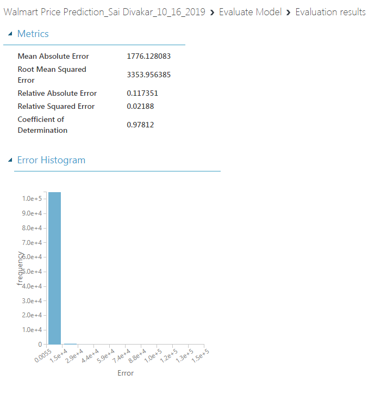 Walmart Price Prediction_Sai Divakar_10_16_2019 > Evaluate Model > Evaluation results
Metrics
Mean Absolute Error 1776.128083
Root Mean Squared Error 3353.956385
Relative Absolute Error 0.117351
Relative Squared Error 0.02188
Coefficient of Determination 0.97812
Error Histogram
1.0e+5
9.0e+4
8.0e+4
7.0e+4
6.0e+4
5.0e+4
4.0e+4
3.0e+4
2.0e+4
1.0e+4
0
frequency
0.0055 1.5e+4 2.9e+4 4.4e+4 5.9e+4 7.4e+4 8.8e+4 1.0e+5 1.2e+5 1.3e+5 1.5e+5
Error